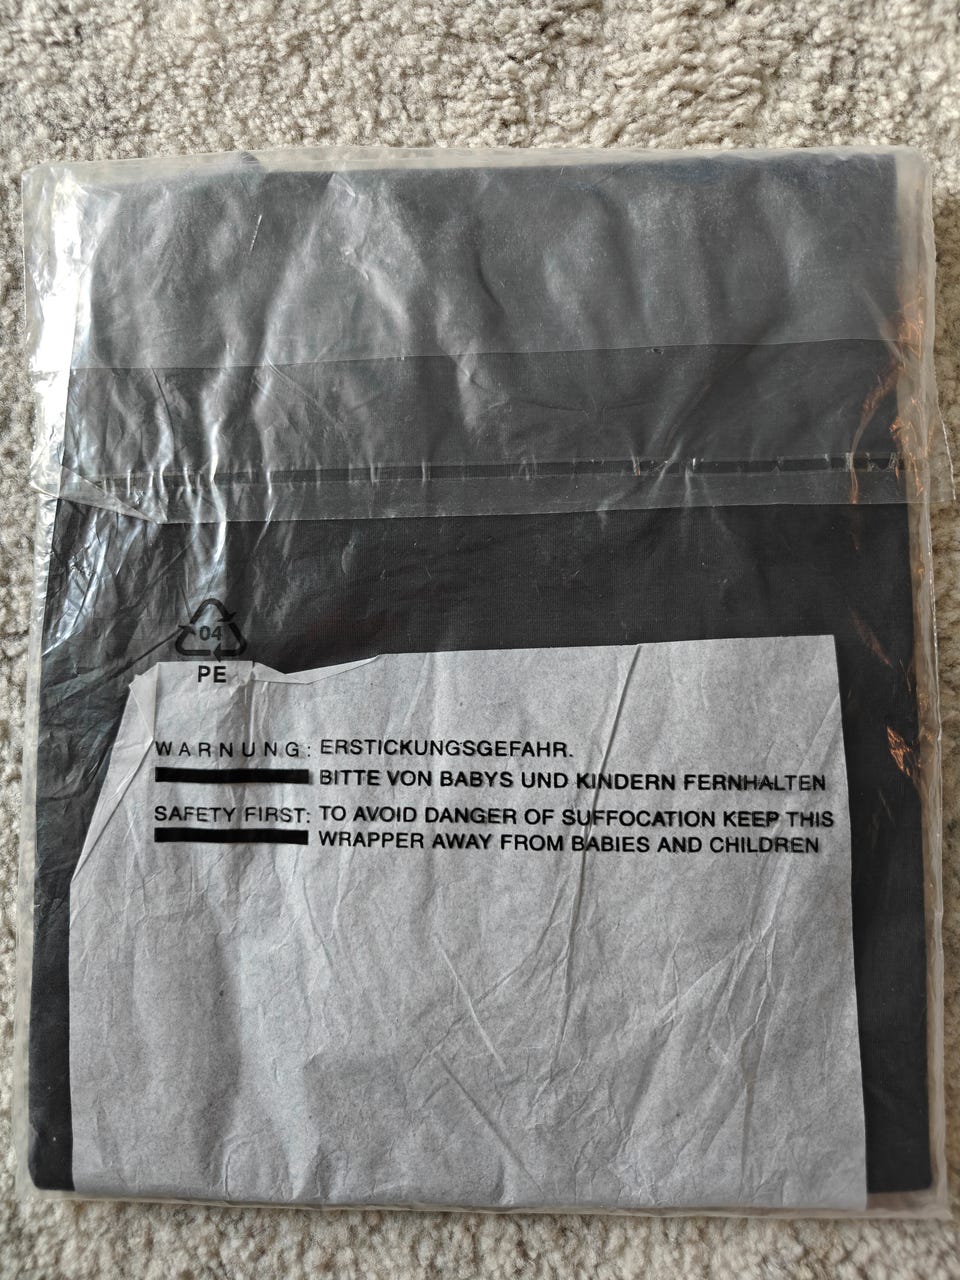 04
PE
WARNUNG: ERSTICKUNGSGEFAHR.
BITTE VON BABYS UND KINDERN FERNHALTEN
SAFETY FIRST: TO AVOID DANGER OF SUFFOCATION KEEP THIS
WRAPPER AWAY FROM BABIES AND CHILDREN